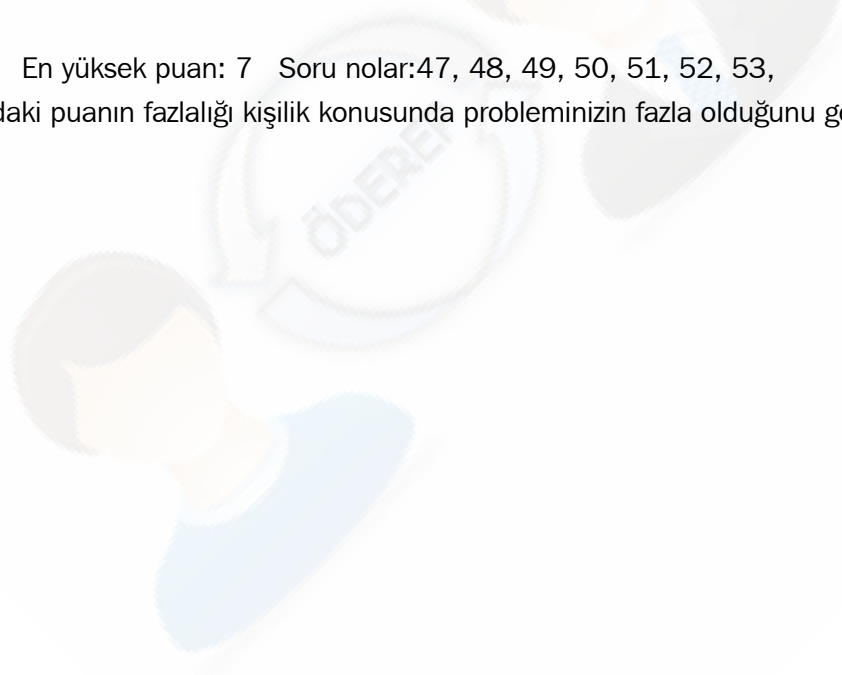 En yüksek puan: 7 Soru nolar:47, 48, 49, 50, 51, 52, 53,
puanın fazlalığı kişilik konusunda probleminizin fazla olduğunu